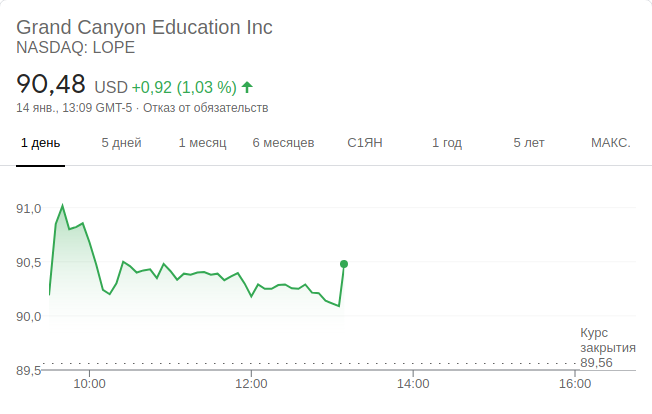 Grand Canyon Education Inc
NASDAQ: LOPE
90,48 USD +0,92 (1,03 %)
14 янв., 13:09 GMT-5 · Отказ от обязательств
1 день 5 дней 1 месяц 6 месяцев С1ЯН 1 год 5 лет МАКС.
91,0
90,5
90,0
Курс
закрытия
89,56
89,5
10:00 12:00 14:00 16:00